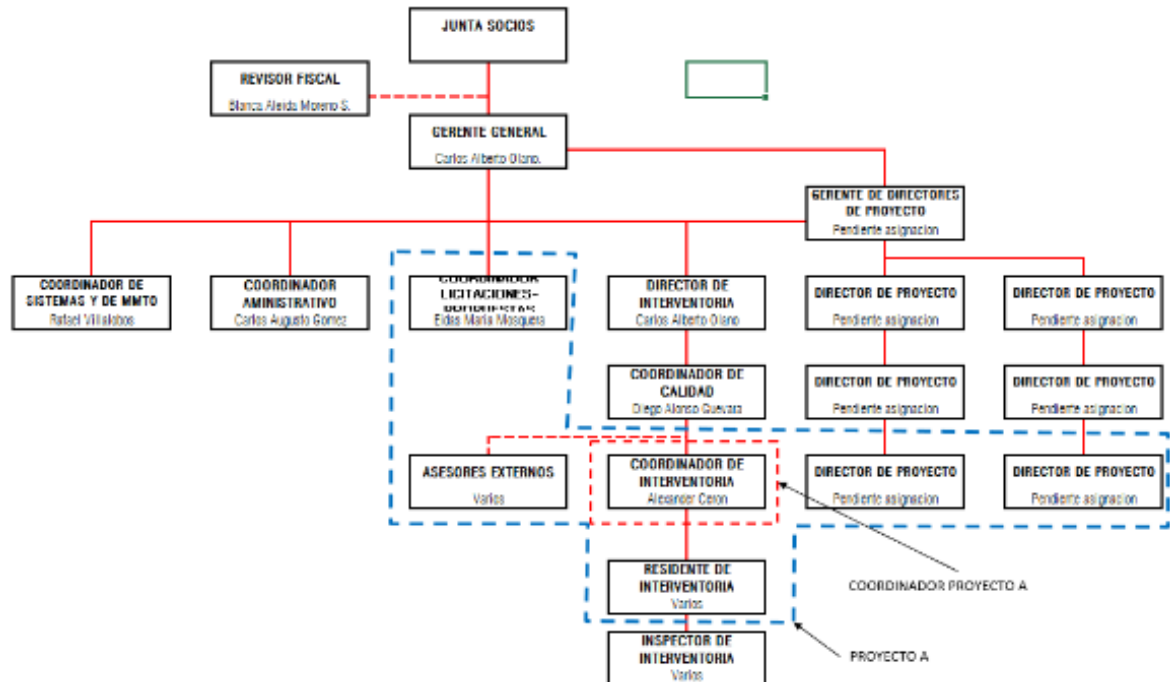 JUNTA SOCIOS
REVISOR FISCAL
Blanca Aleida Moreno S.
GERENTE GENERAL
Carlos Alberto Olano.
GERENTE DE DIRECTORES
DE PROYECTO
Pendiente asignacion
COORDINADOR DE
SISTEMAS Y DE MMTO
Rafael Villalobos
COORDINADOR
AMINISTRATIVO
Carlos Augusto Gomez
COORDINADOR
LICITACIONES-
Eidas Maria Mosquera
DIRECTOR DE
INTERVENTORIA
Carlos Alberto Olano
DIRECTOR DE PROYECTO
Pendiente asignacion
DIRECTOR DE PROYECTO
Pendiente asignacion
COORDINADOR DE
CALIDAD
Diego Alonso Guevara
DIRECTOR DE PROYECTO
Pendiente asignacion
DIRECTOR DE PROYECTO
Pendiente asignacion
ASESORES EXTERNOS
Varios
COORDINADOR DE
INTERVENTORIA
Alexander Ceron
DIRECTOR DE PROYECTO
Pendiente asignacion
DIRECTOR DE PROYECTO
Pendiente asignacion
RESIDENTE DE
INTERVENTORIA
Varios
COORDINADOR PROYECTO A
INSPECTOR DE
INTERVENTORIA
Varios
PROYECTO A